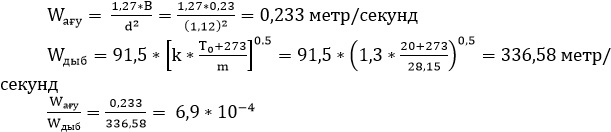 Wағу = 1,27*B/d² = 1,27*0,23/(1,12)² = 0,233 метр/секунд
Wдыб = 91,5 * [k * T₀+273/m]^0.5 = 91,5 * (1,3 * 20+273/28,15)^0,5 = 336,58 метр/
секунд
Wағу/Wдыб = 0,233/336,58 = 6,9 * 10⁻⁴